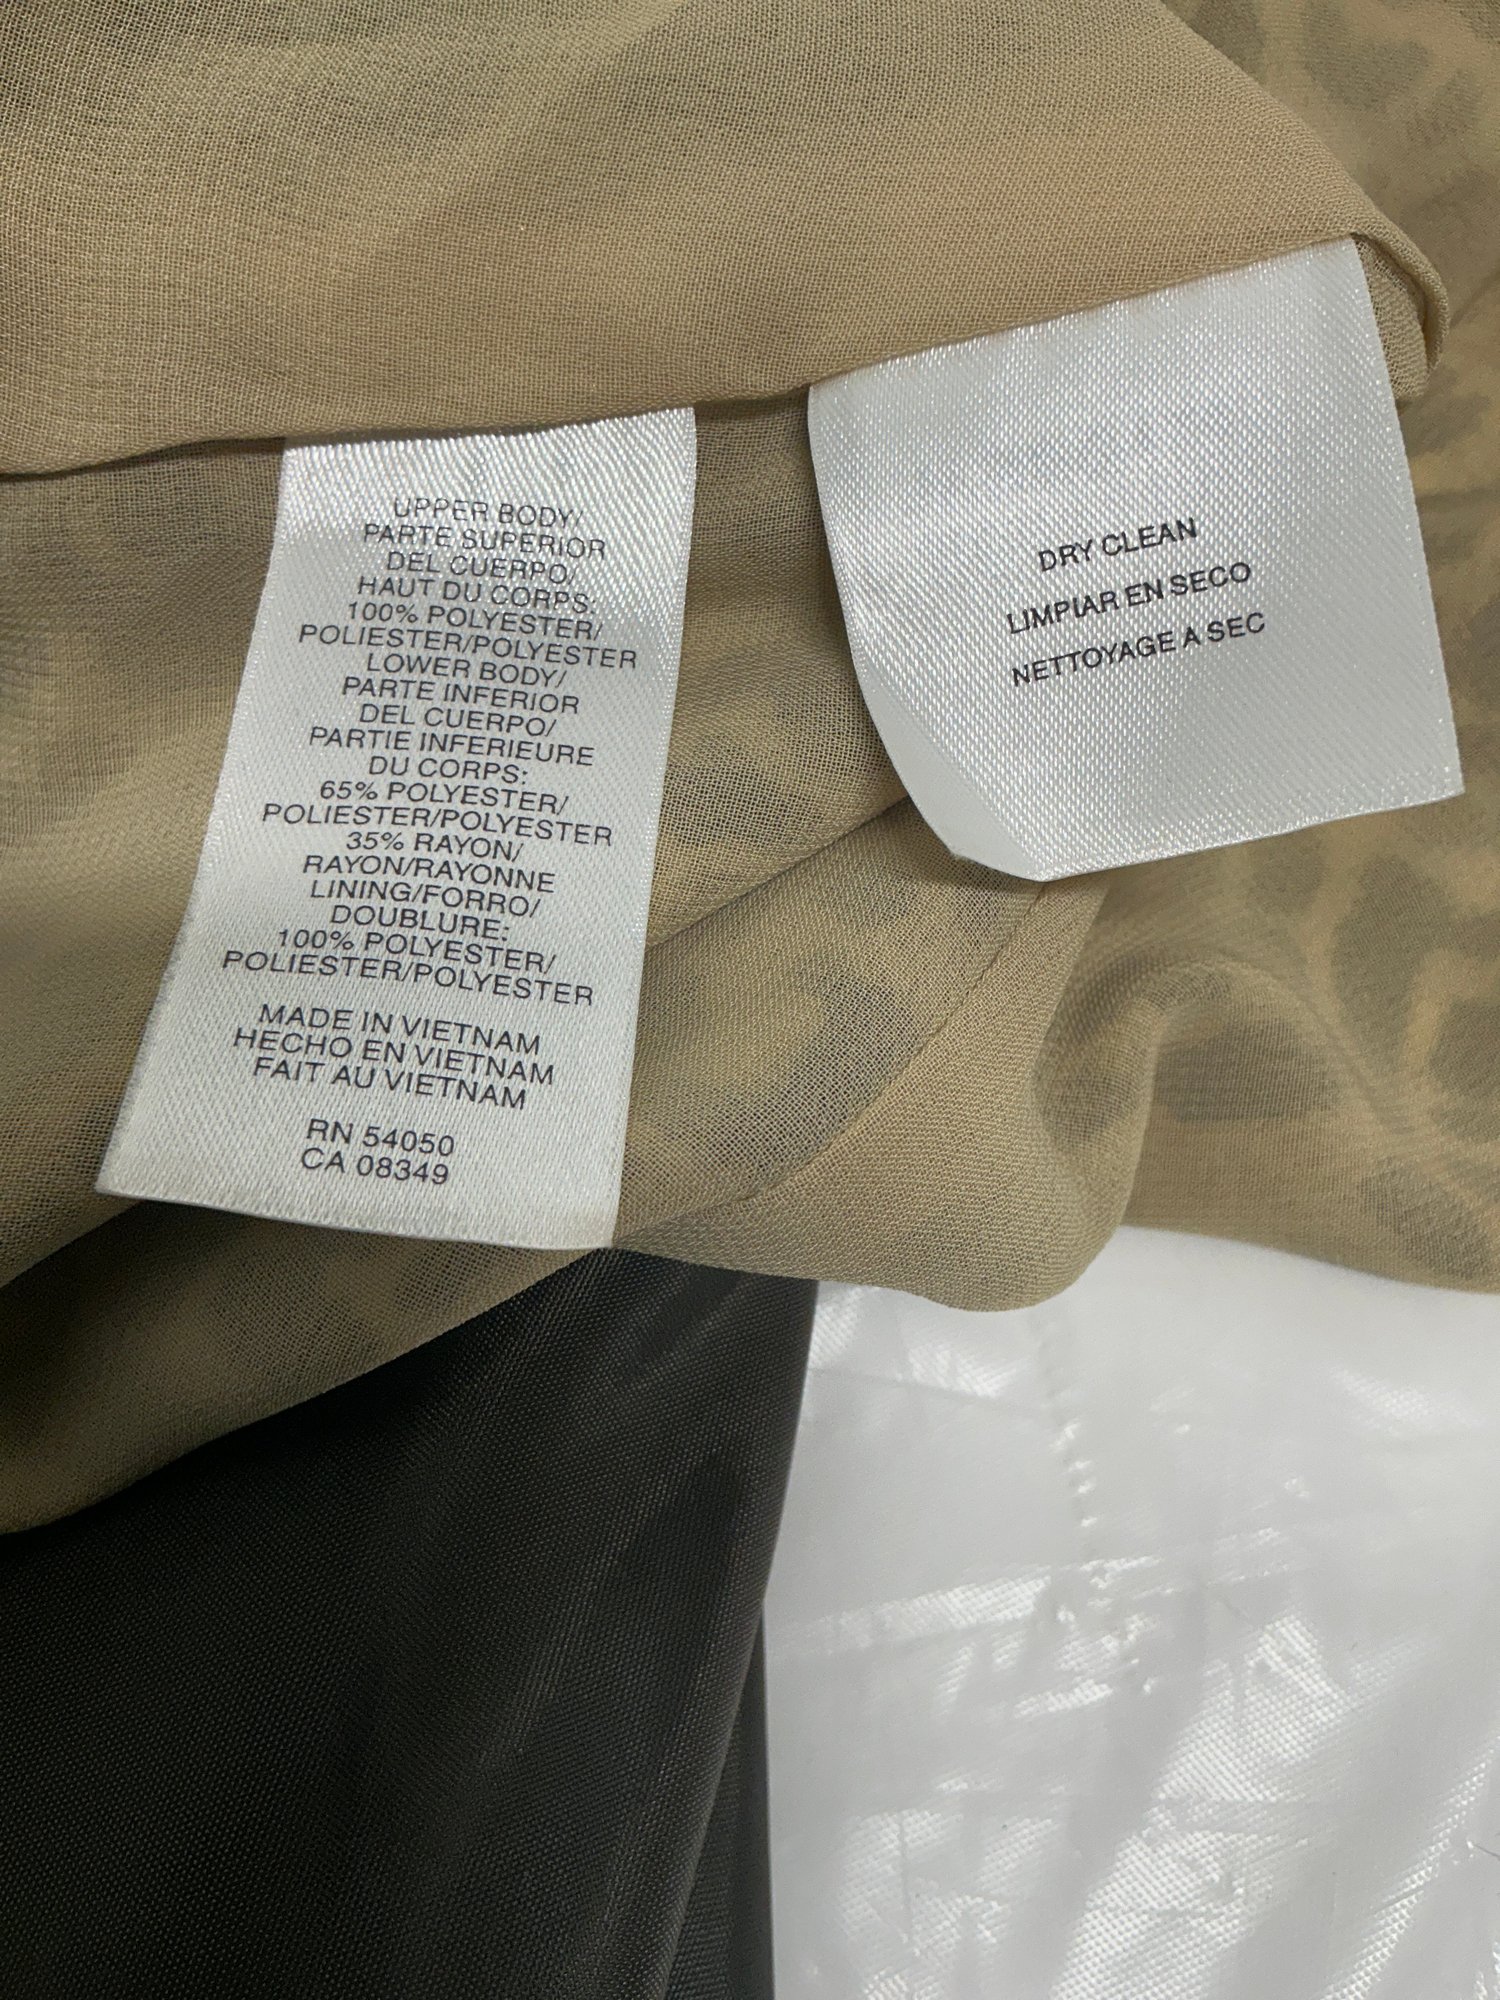 UPPER BODY/
PARTE SUPERIOR
DEL CUERPO/
HAUT DU CORPS:
100% POLYESTER/
POLIESTER/POLYESTER
LOWER BODY/
PARTE INFERIOR
DEL CUERPO/
PARTIE INFERIEURE
DU CORPS:
65% POLYESTER/
POLIESTER/POLYESTER
35% RAYON/
RAYON/RAYONNE
LINING/FORRO/
DOUBLURE:
100% POLYESTER/
POLIESTER/POLYESTER
MADE IN VIETNAM
HECHO EN VIETNAM
FAIT AU VIETNAM
RN 54050
CA 08349
DRY CLEAN
LIMPIAR EN SECO
NETTOYAGE A SEC